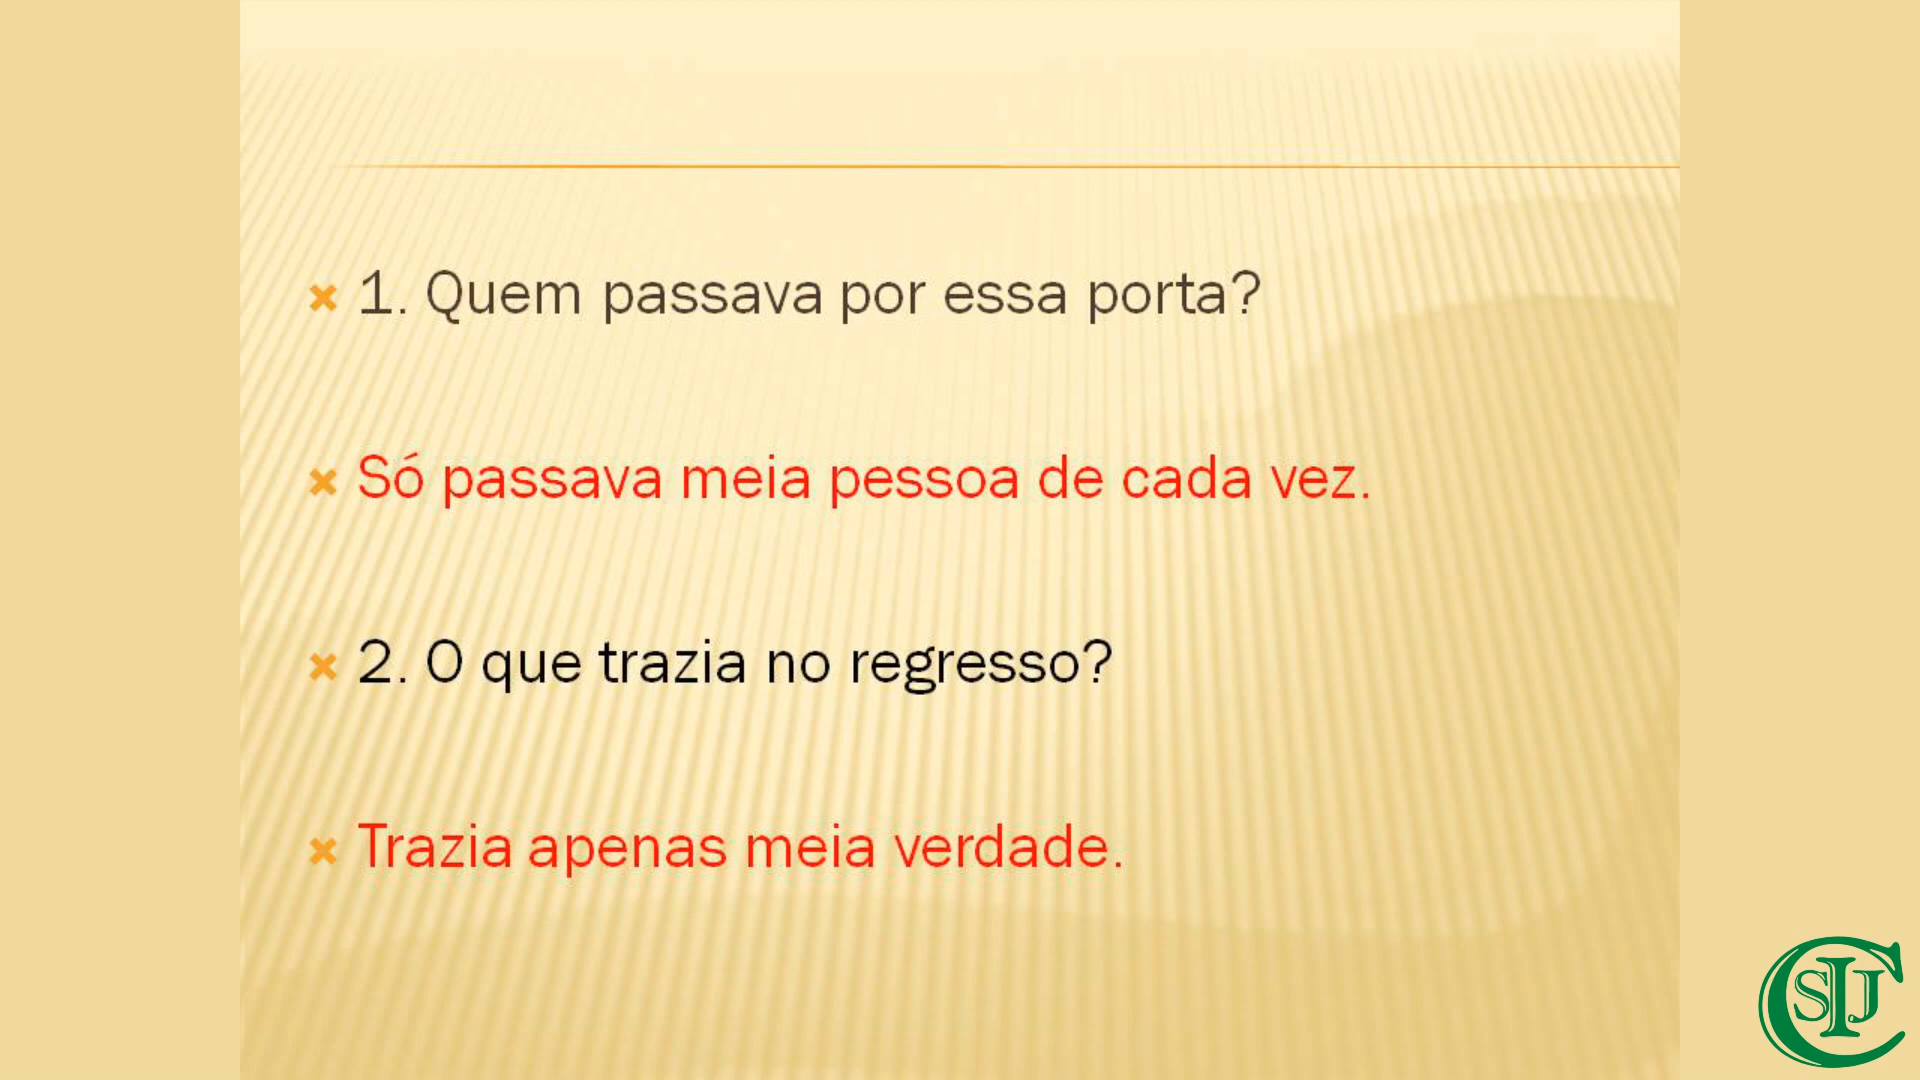 1. Quem passava por essa porta?
Só passava meia pessoa de cada vez.
2. O que trazia no regresso?
Trazia apenas meia verdade.
CSIJ